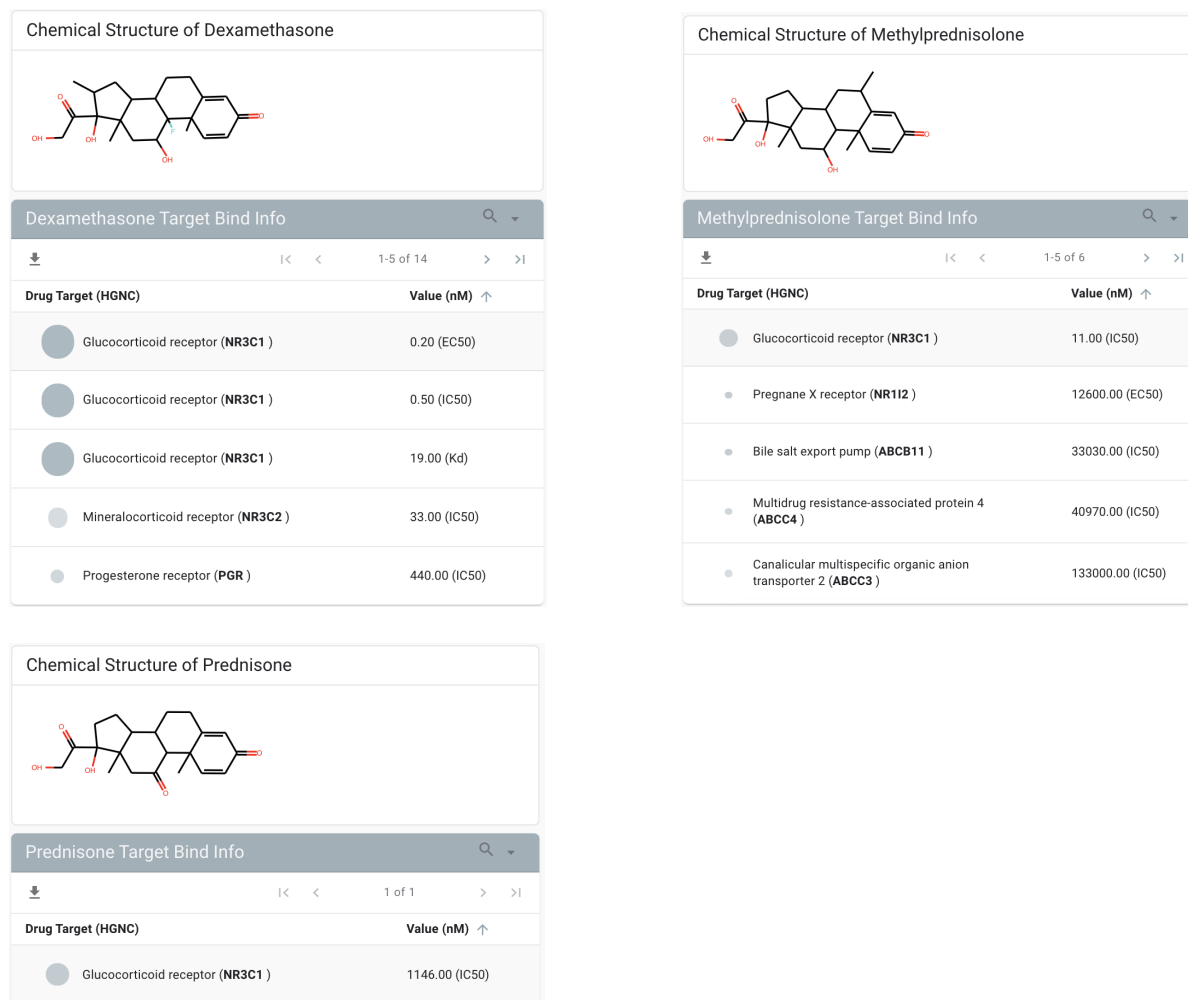 Chemical Structure of Dexamethasone
O
OH
OH
F
O
OH
Dexamethasone Target Bind Info
1-5 of 14
Drug Target (HGNC) Value (nM)
Glucocorticoid receptor (NR3C1 ) 0.20 (EC50)
Glucocorticoid receptor (NR3C1 ) 0.50 (IC50)
Glucocorticoid receptor (NR3C1 ) 19.00 (Kd)
Mineralocorticoid receptor (NR3C2 ) 33.00 (IC50)
Progesterone receptor (PGR ) 440.00 (IC50)
Chemical Structure of Methylprednisolone
O
OH
OH
O
OH
Methylprednisolone Target Bind Info
1-5 of 6
Drug Target (HGNC) Value (nM)
Glucocorticoid receptor (NR3C1 ) 11.00 (IC50)
Pregnane X receptor (NR1I2 ) 12600.00 (EC50)
Bile salt export pump (ABCB11 ) 33030.00 (IC50)
Multidrug resistance-associated protein 4
(ABCC4 ) 40970.00 (IC50)
Canalicular multispecific organic anion
transporter 2 (ABCC3 ) 133000.00 (IC50)
Chemical Structure of Prednisone
O
OH
OH
O
O
Prednisone Target Bind Info
1 of 1
Drug Target (HGNC) Value (nM)
Glucocorticoid receptor (NR3C1 ) 1146.00 (IC50)